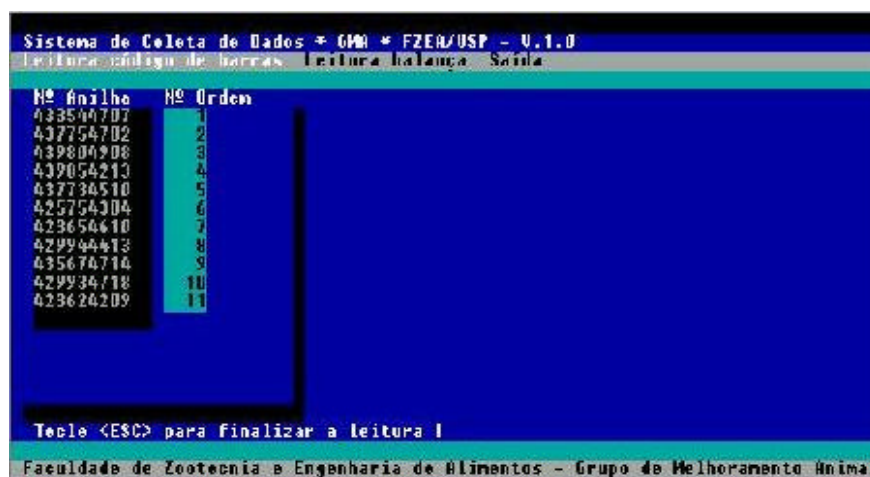 Sistema de Coleta de Dados * GMA * FZEA/USP - V.1.0
Leitura código de barras Leitura balança Saída
Nº Anilha Nº Ordem
433544707 1
437754702 2
439804908 3
439054213 4
437734510 5
425754304 6
423654610 7
429944413 8
435674714 9
429934718 10
423624209 11
Tecle <ESC> para finalizar a leitura !
Faculdade de Zootecnia e Engenharia de Alimentos - Grupo de Melhoramento Anima